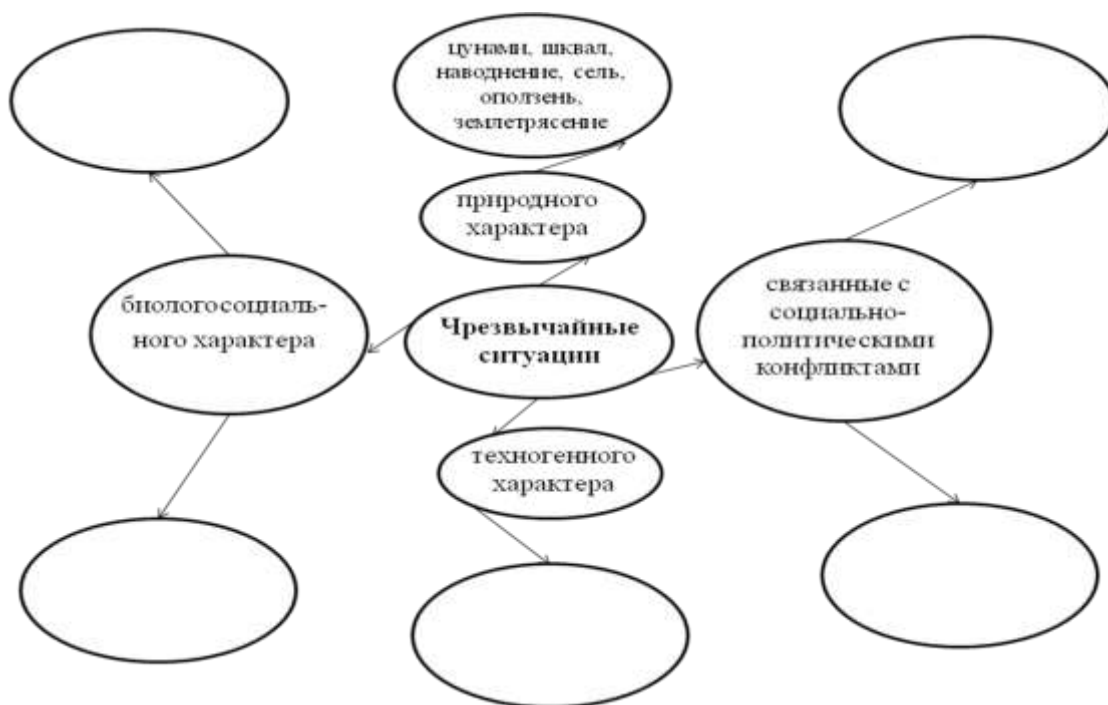 цунами, шквал,
наводнение, сель,
оползень,
землетрясение
природного
характера
биологосоциаль-
ного характера
Чрезвычайные
ситуации
связанные с
социально-
политическими
конфликтами
техногенного
характера